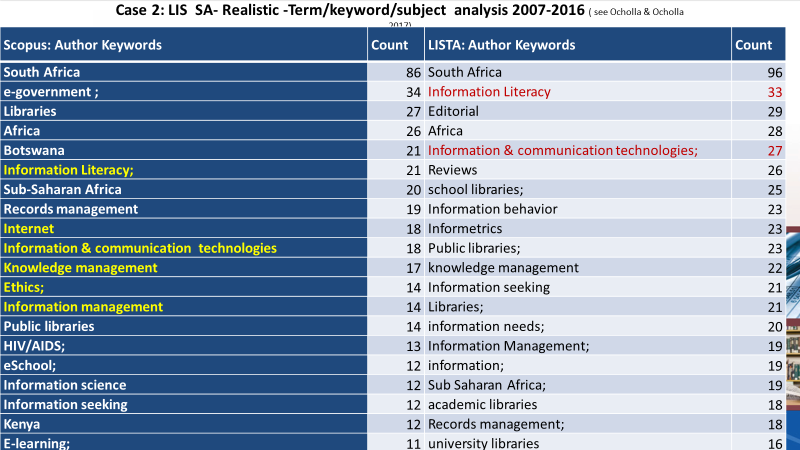 Case 2: LIS SA- Realistic -Term/keyword/subject analysis 2007-2016 ( see Ocholla & Ocholla
2017)
Scopus: Author Keywords Count LISTA: Author Keywords Count
South Africa 86 South Africa 96
e-government ; 34 Information Literacy 33
Libraries 27 Editorial 29
Africa 26 Africa 28
Botswana 21 Information & communication technologies; 27
Information Literacy; 21 Reviews 26
Sub-Saharan Africa 20 school libraries; 25
Records management 19 Information behavior 23
Internet 18 Informetrics 23
Information & communication technologies 18 Public libraries; 23
Knowledge management 17 knowledge management 22
Ethics; 14 Information seeking 21
Information management 14 Libraries; 21
Public libraries 14 information needs; 20
HIV/AIDS; 13 Information Management; 19
eSchool; 12 information; 19
Information science 12 Sub Saharan Africa; 19
Information seeking 12 academic libraries 18
Kenya 12 Records management; 18
E-learning; 11 university libraries 16